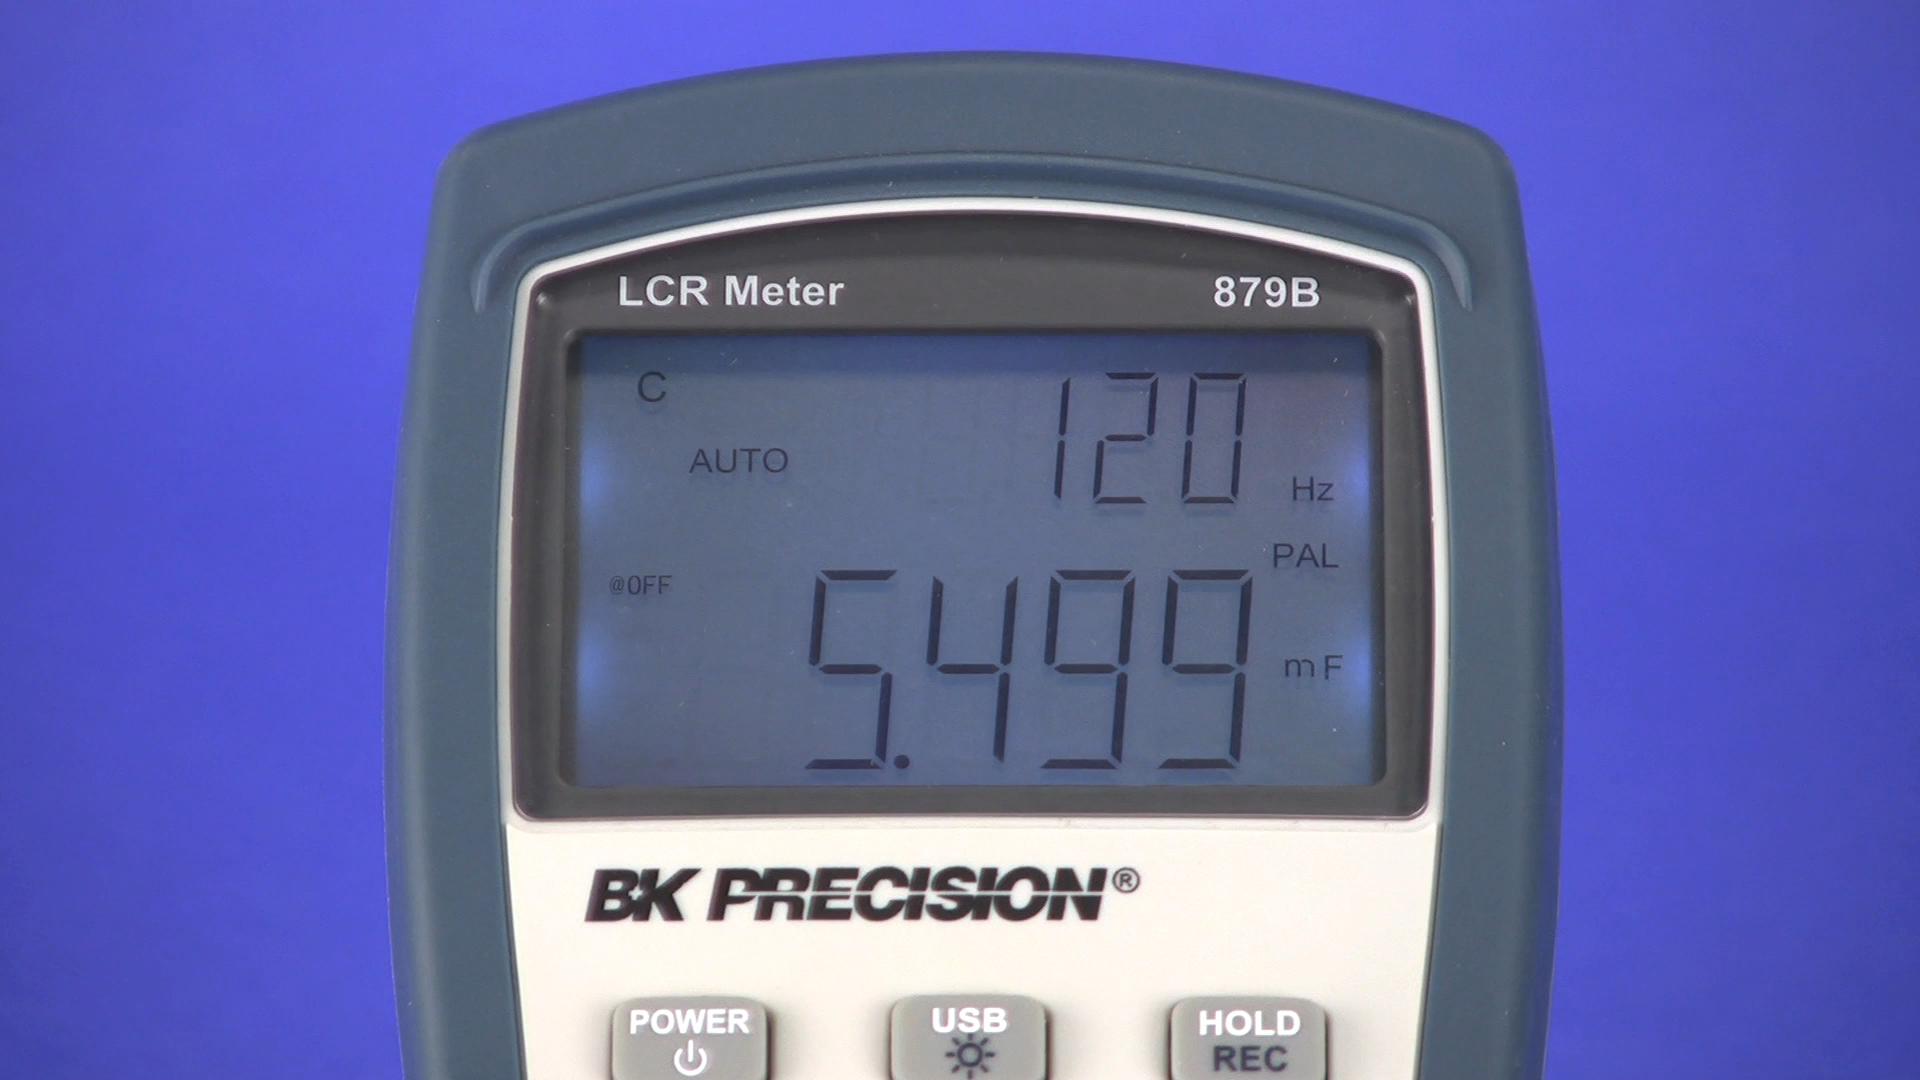 LCR Meter 879B
C 120 Hz
AUTO
PAL
@OFF 5.499 mF
BK PRECISION®
POWER USB HOLD
REC